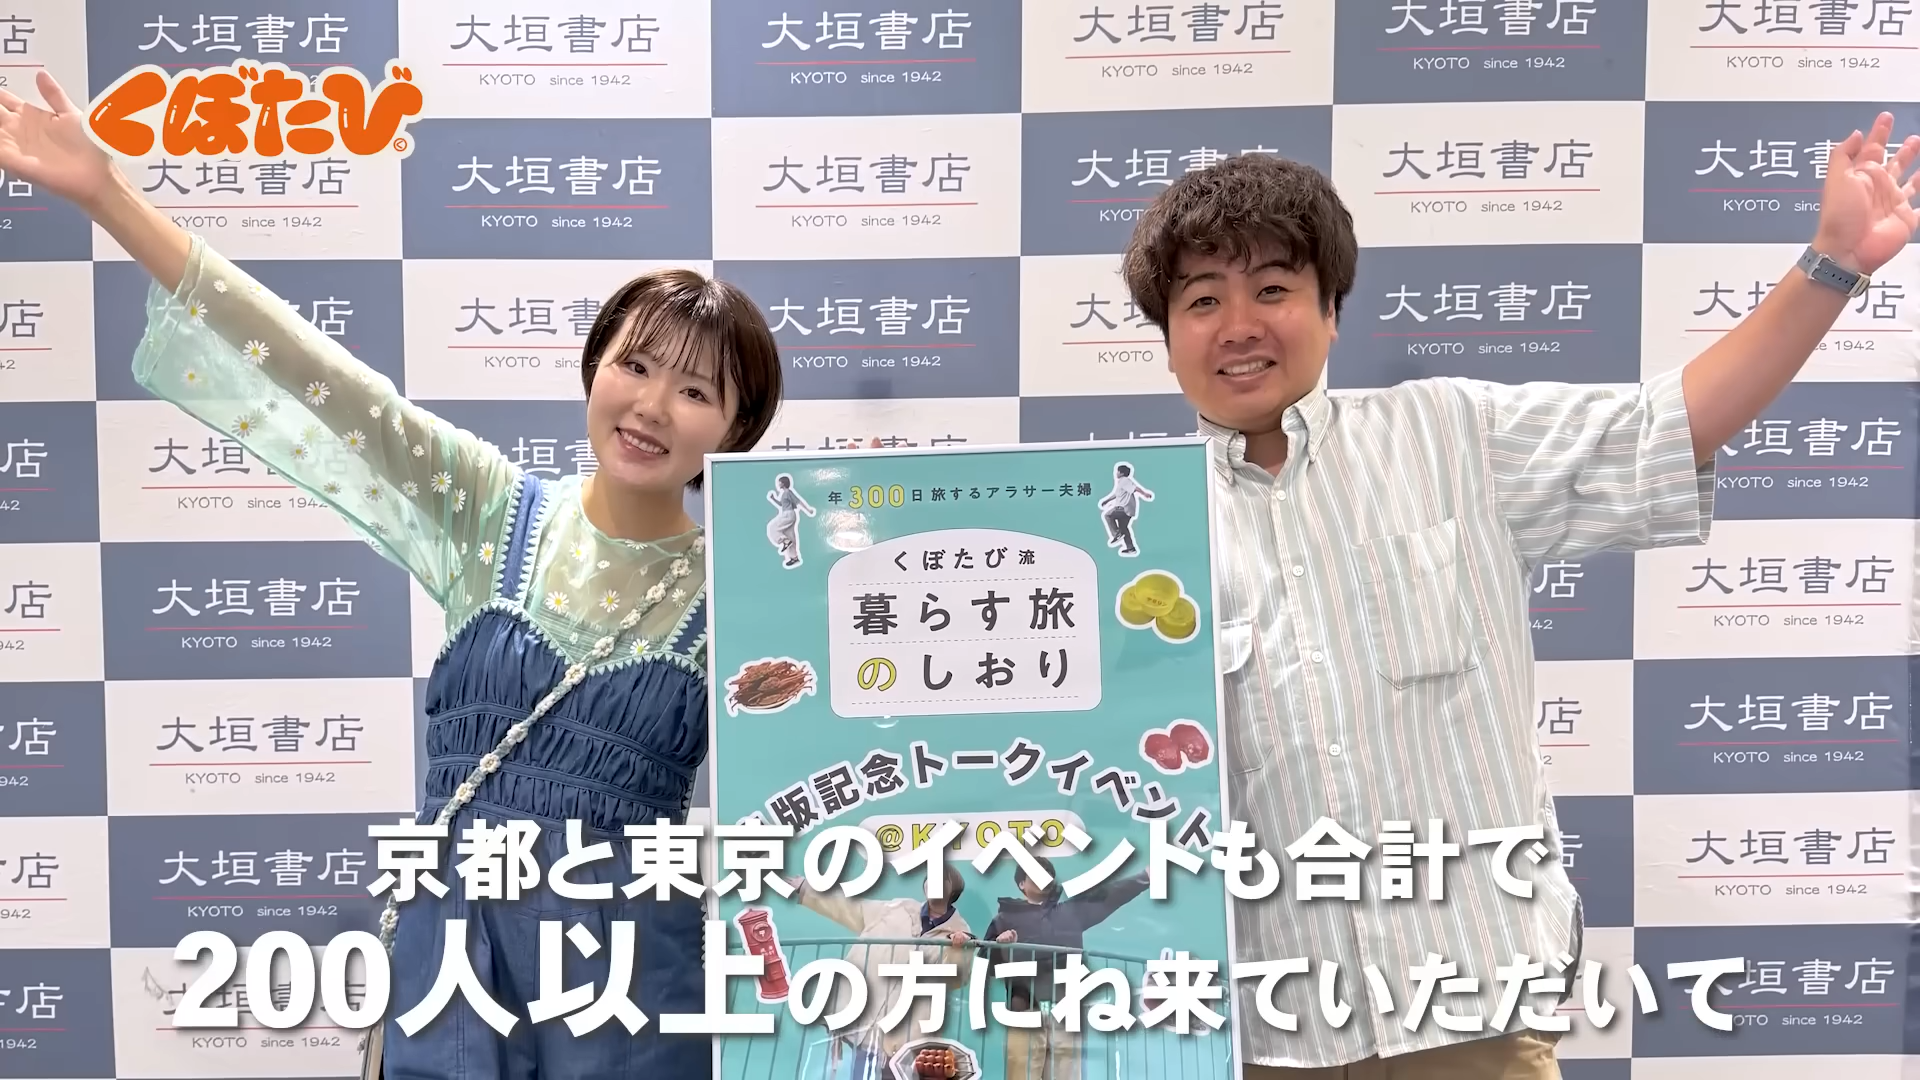 くぼたび
大垣書店
KYOTO since 1942
年300日旅するアラサー夫婦
くぼたび流
暮らす旅
のしおり
版記念トークイベント
@KYOTO
京都と東京のイベントも合計で
200人以上の方にね来ていただいて